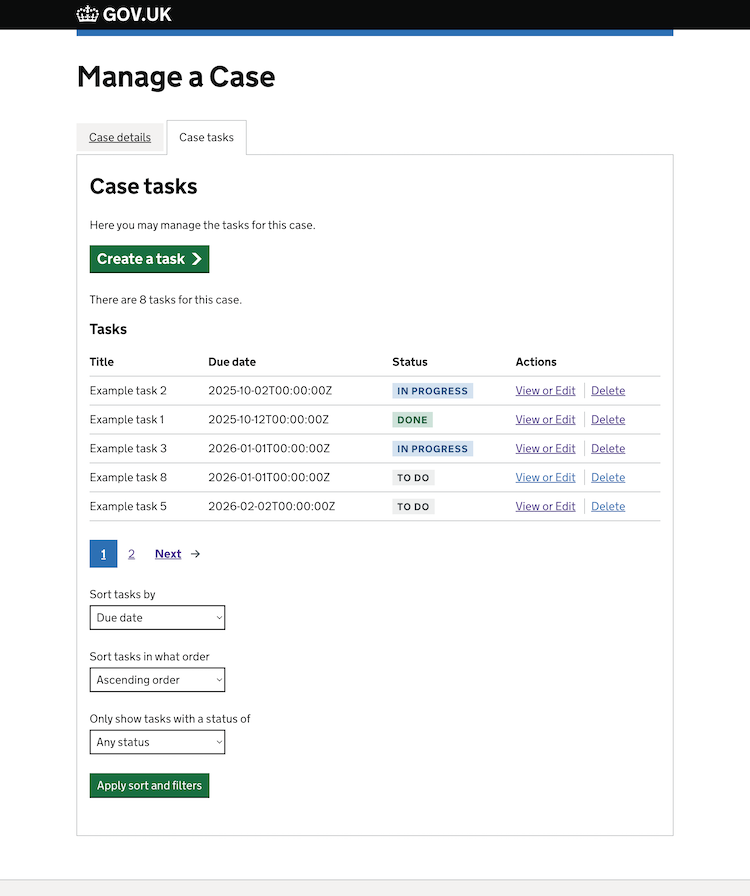 GOV.UK
Manage a Case
Case details Case tasks
Case tasks
Here you may manage the tasks for this case.
Create a task
There are 8 tasks for this case.
Tasks
Title Due date Status Actions
Example task 2 2025-10-02T00:00:00Z IN PROGRESS View or Edit Delete
Example task 1 2025-10-12T00:00:00Z DONE View or Edit Delete
Example task 3 2026-01-01T00:00:00Z IN PROGRESS View or Edit Delete
Example task 8 2026-01-01T00:00:00Z TO DO View or Edit Delete
Example task 5 2026-02-02T00:00:00Z TO DO View or Edit Delete
1 2 Next →
Sort tasks by
Due date
Sort tasks in what order
Ascending order
Only show tasks with a status of
Any status
Apply sort and filters